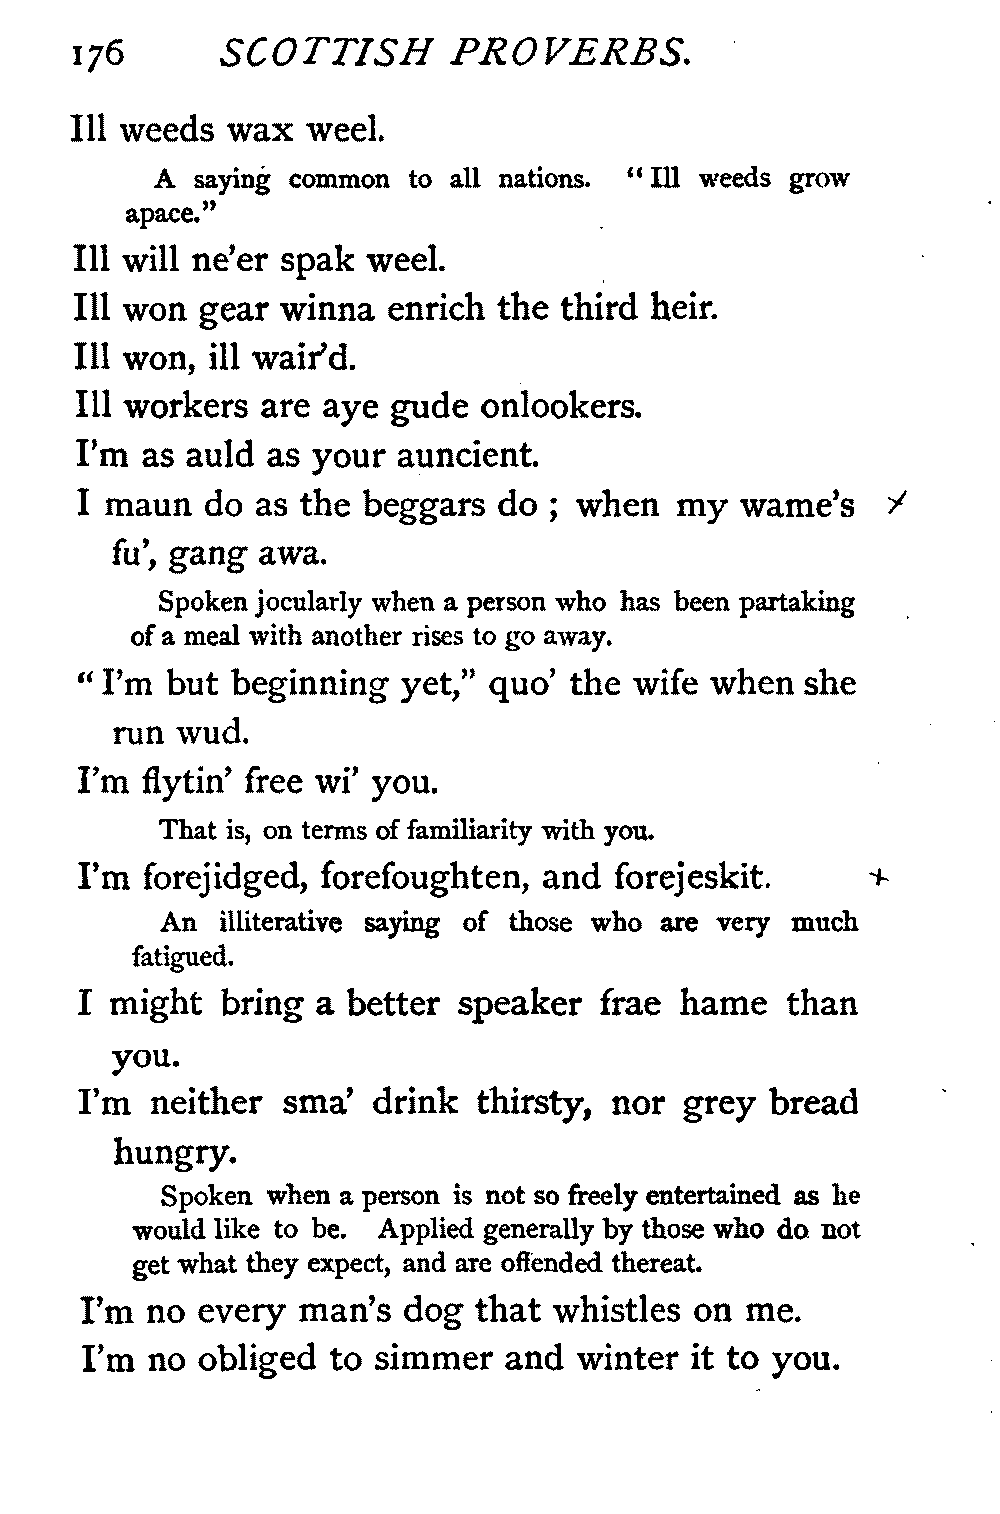 176 SCOTTISH PROVERBS.
Ill weeds wax weel.
A saying common to all nations. “Ill weeds grow
apace.”
Ill will ne’er spak weel.
Ill won gear winna enrich the third heir.
Ill won, ill wair’d.
Ill workers are aye gude onlookers.
I’m as auld as your auncient.
I maun do as the beggars do ; when my wame’s
fu’, gang awa.
Spoken jocularly when a person who has been partaking
of a meal with another rises to go away.
“I’m but beginning yet,” quo’ the wife when she
run wud.
I’m flytin’ free wi’ you.
That is, on terms of familiarity with you.
I’m forejidged, forefoughten, and forejeskit.
An illiterative saying of those who are very much
fatigued.
I might bring a better speaker frae hame than
you.
I’m neither sma’ drink thirsty, nor grey bread
hungry.
Spoken when a person is not so freely entertained as he
would like to be. Applied generally by those who do not
get what they expect, and are offended thereat.
I’m no every man’s dog that whistles on me.
I’m no obliged to simmer and winter it to you.